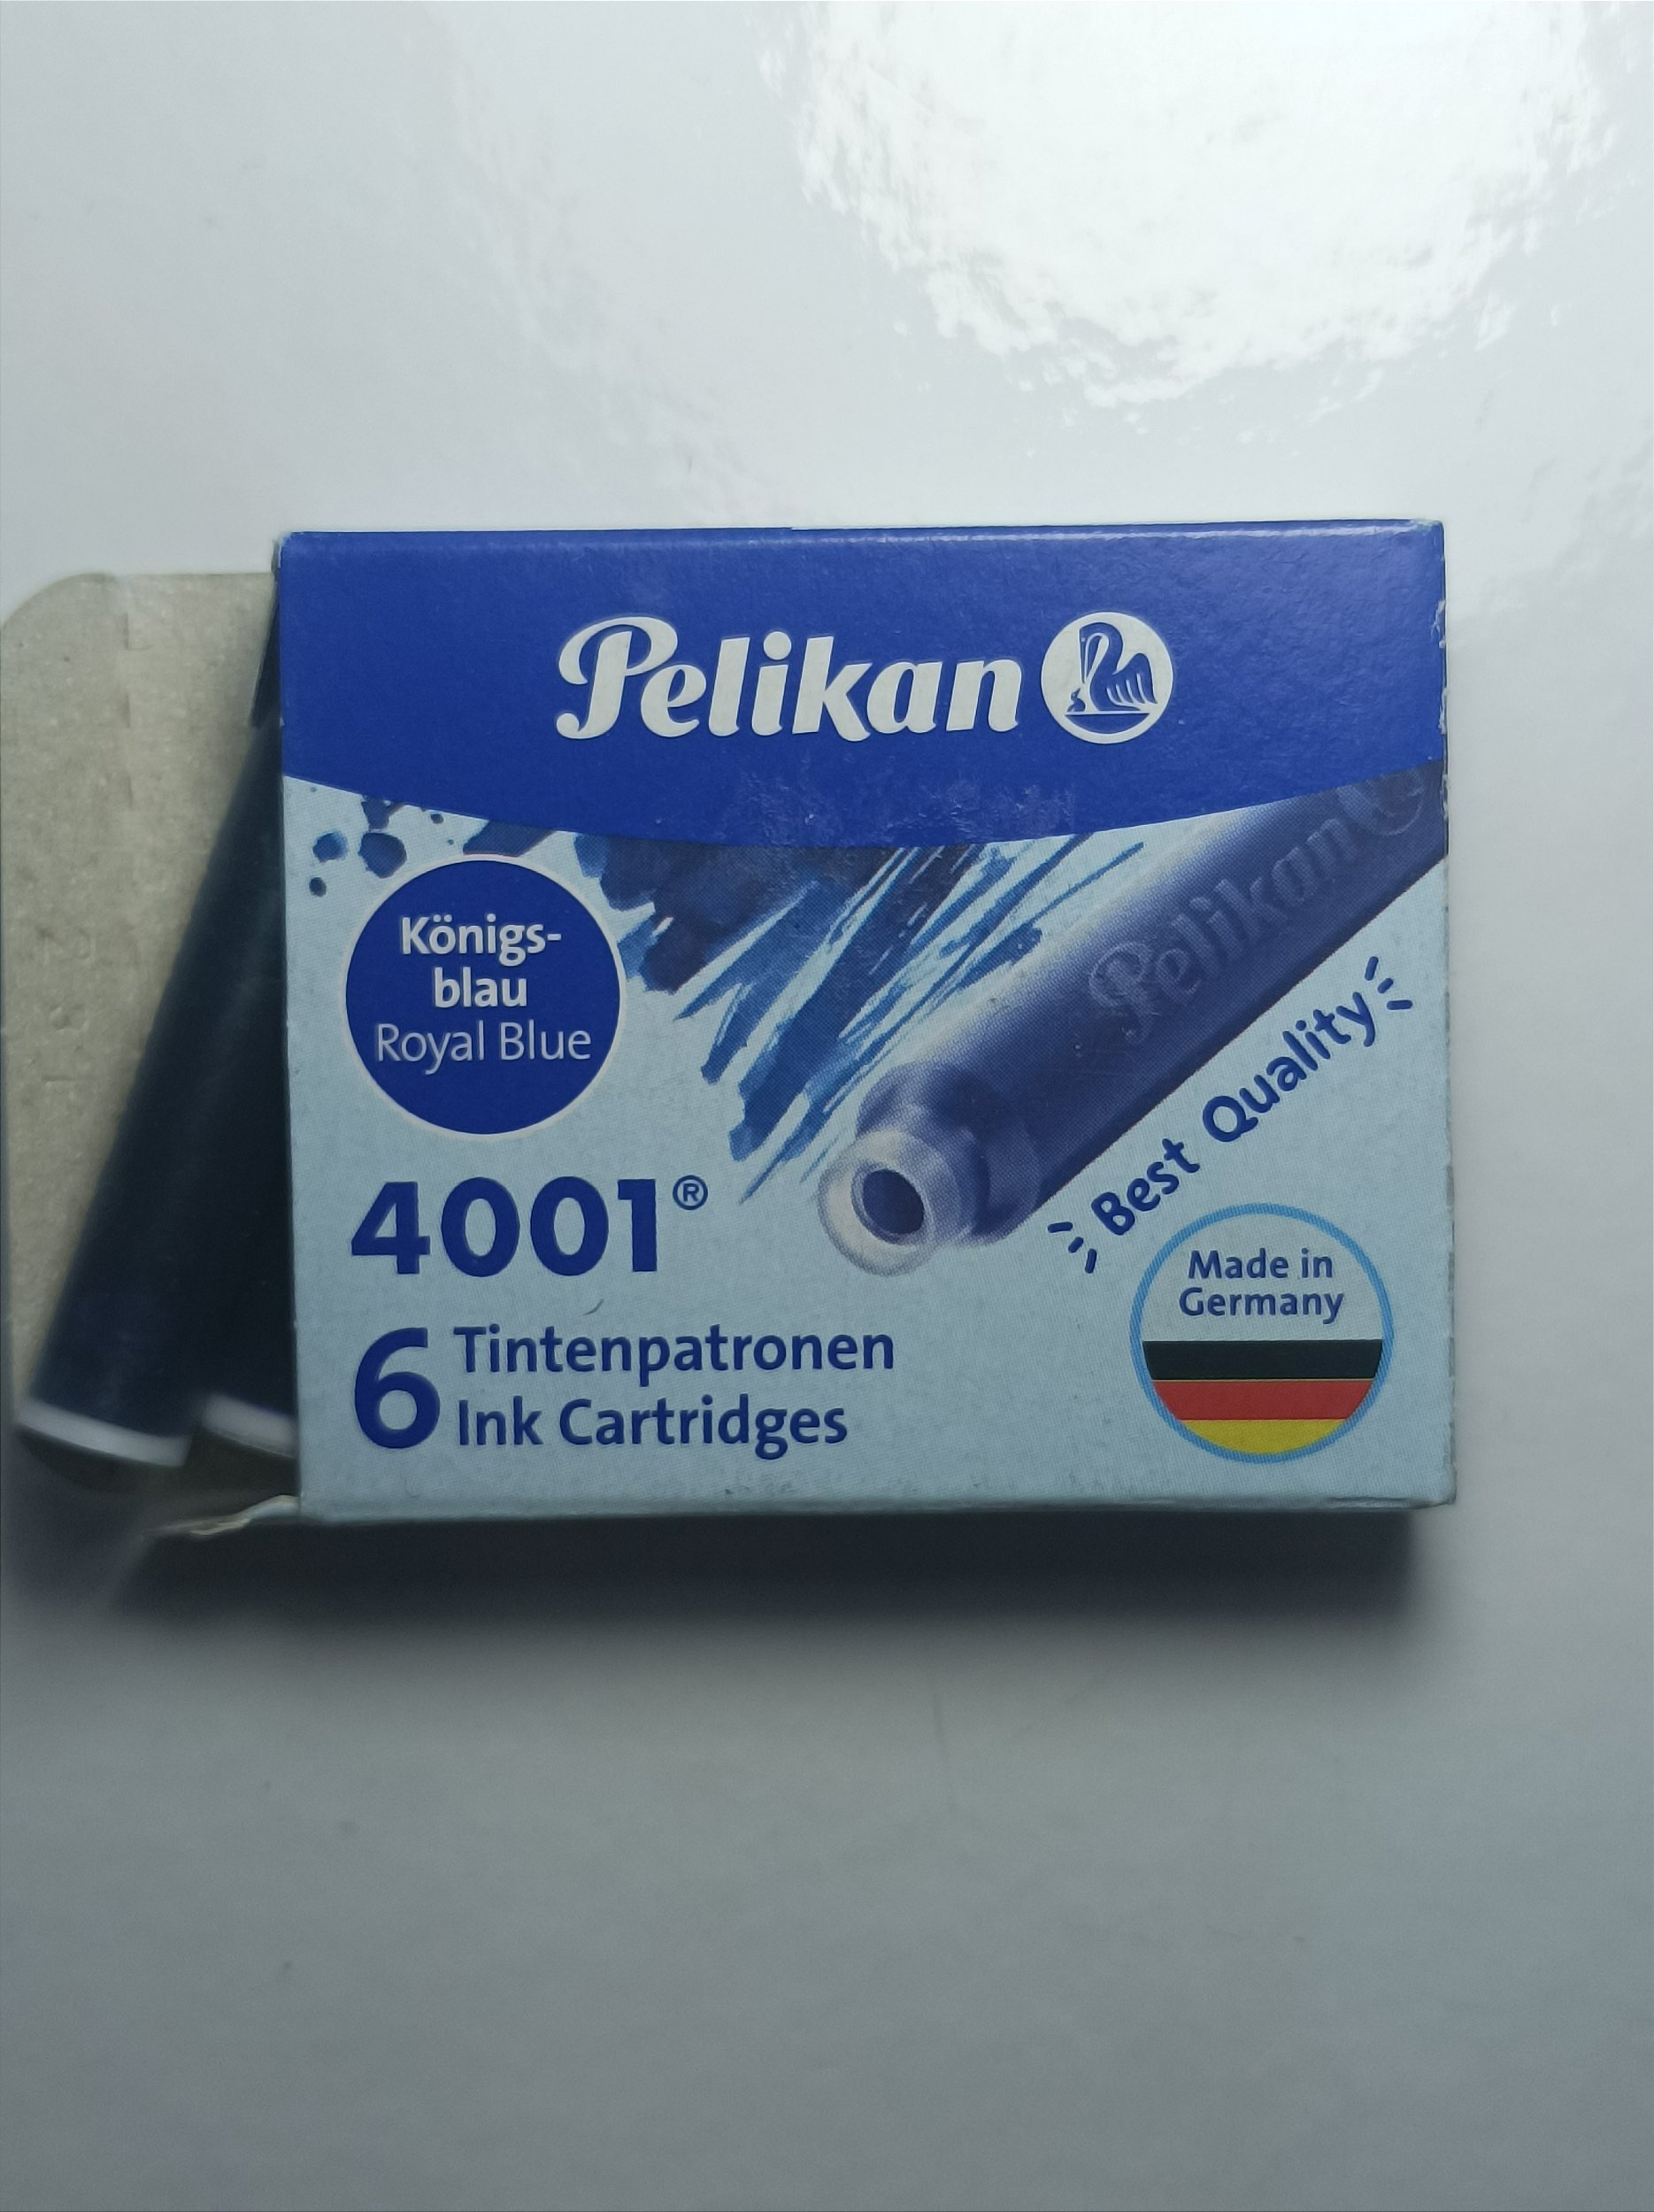 Pelikan
Pelikan
Königs-
blau
Royal Blue
Best Quality
4001®
Made in
Germany
6 Tintenpatronen
Ink Cartridges